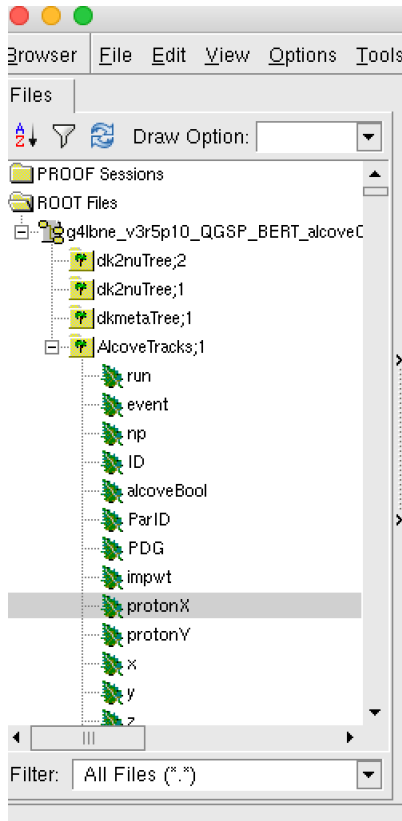 Browser File Edit View Options Tools
Files
Draw Option:
PROOF Sessions
ROOT Files
g4lbne_v3r5p10_QGSP_BERT_alcoveC
dk2nuTree;2
dk2nuTree;1
dkmetaTree;1
AlcoveTracks;1
run
event
np
ID
alcoveBool
ParID
PDG
impwt
protonX
protonY
x
y
z
Filter: All Files (*.*)